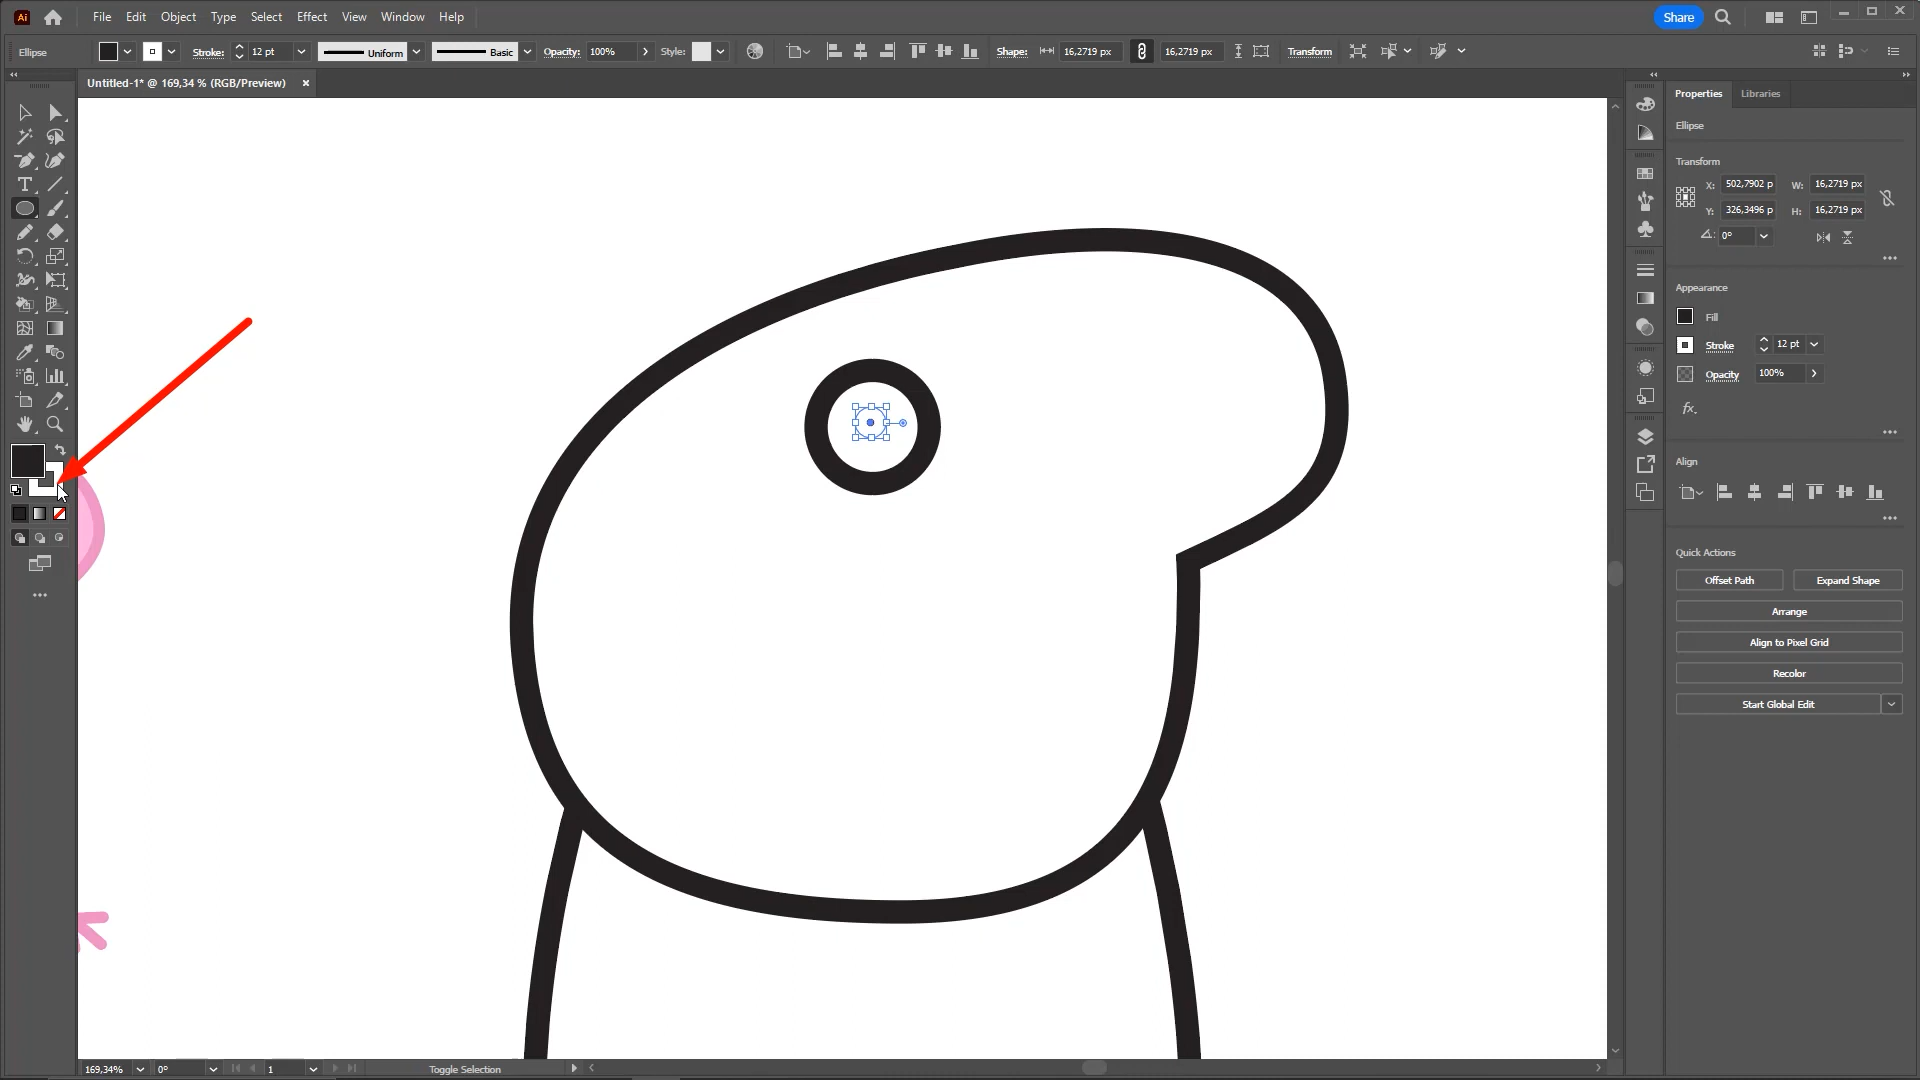 Ai File Edit Object Type Select Effect View Window Help Share
Ellipse Stroke: 12 pt Uniform Basic Opacity: 100% Style: Shape: 16,2719 px 16,2719 px Transform
Untitled-1* @ 169,34 % (RGB/Preview)
Properties Libraries
Ellipse
Transform
X: 502,7902 p W: 16,2719 px
Y: 326,3496 p H: 16,2719 px
0°
Appearance
Fill
Stroke 12 pt
Opacity 100%
fx.
Align
Quick Actions
Offset Path Expand Shape
Arrange
Align to Pixel Grid
Recolor
Start Global Edit
169,34% 0° 1 Toggle Selection